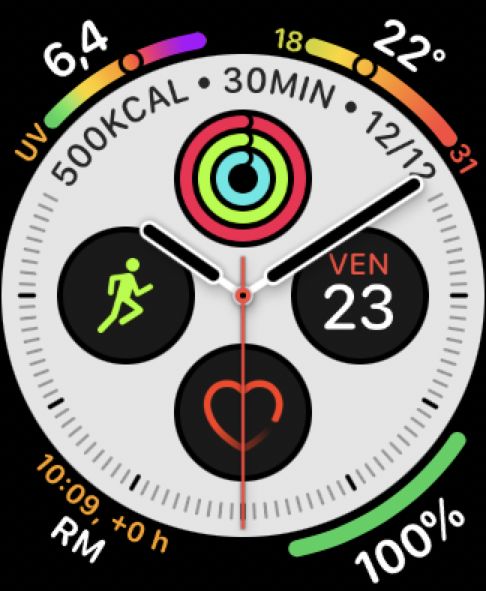 6,4
UV
18
22°
31
500KCAL • 30MIN • 12/12
VEN
23
10:09, +0 h
RM
100%